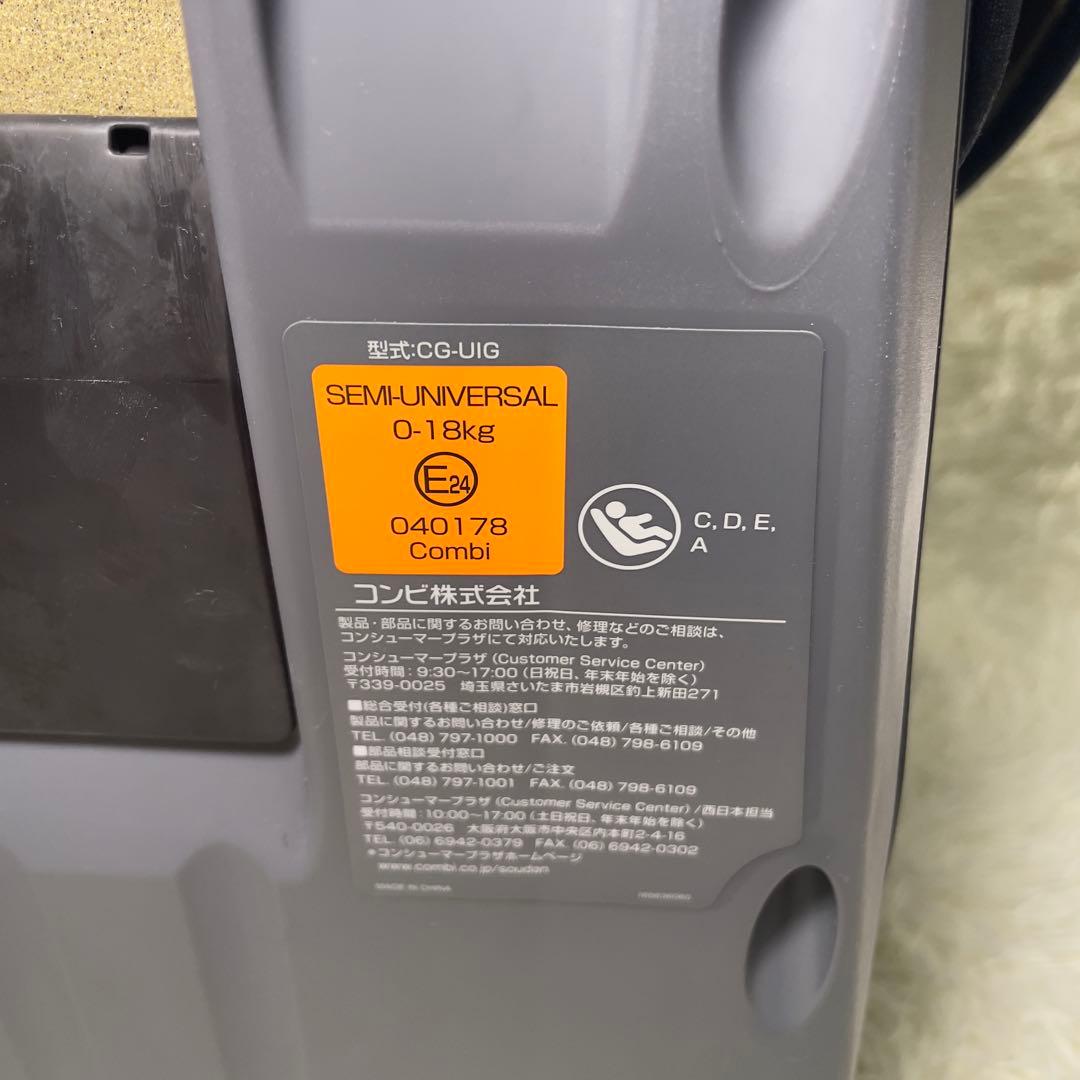 型式:CG-UIG
SEMI-UNIVERSAL
0-18kg
E24
040178
Combi
C, D, E,
A
コンビ株式会社
製品・部品に関するお問い合わせ、修理などのご相談は、
コンシューマープラザにて対応いたします。
コンシューマープラザ (Customer Service Center)
受付時間:9:30～17:00 (日祝日、年末年始を除く)
〒339-0025 埼玉県さいたま市岩槻区釣上新田271
■総合受付(各種ご相談)窓口
製品に関するお問い合わせ/修理のご依頼/各種ご相談/その他
TEL. (048) 797-1000 FAX. (048) 798-6109
■部品相談受付窓口
部品に関するお問い合わせ/ご注文
TEL. (048) 797-1001 FAX. (048) 798-6109
コンシューマープラザ (Customer Service Center) /西日本担当
受付時間:10:00～17:00 (土日祝日、年末年始を除く)
〒540-0026 大阪府大阪市中央区内本町2-4-16
TEL. (06) 6942-0379 FAX. (06) 6942-0302
*コンシューマープラザホームページ
www.combi.co.jp/soudan
MADE IN CHINA